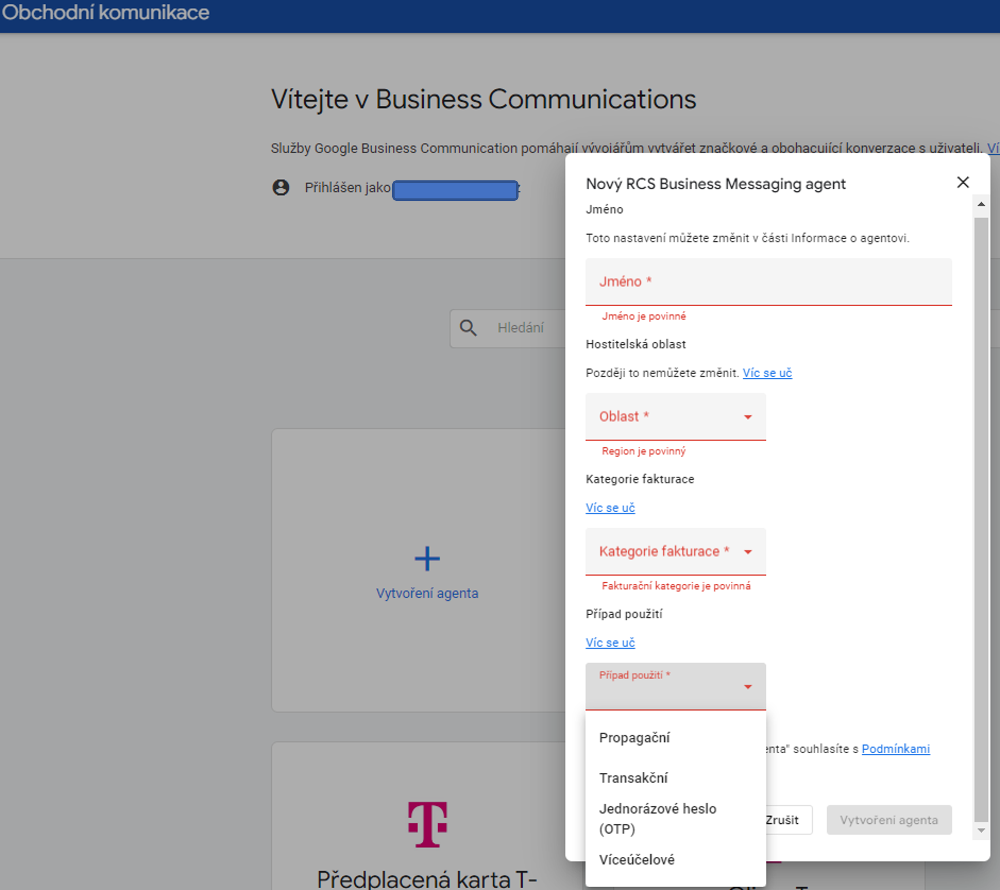 Obchodní komunikace
Vítejte v Business Communications
Služby Google Business Communication pomáhají vývojářům vytvářet značkové a obohacující konverzace s uživateli.
Přihlášen jako
Hledání
Vytvoření agenta
Předplacená karta T-
Nový RCS Business Messaging agent
Jméno
Toto nastavení můžete změnit v části Informace o agentovi.
Jméno *
Jméno je povinné
Hostitelská oblast
Později to nemůžete změnit. Víc se uč
Oblast *
Region je povinný
Kategorie fakturace
Víc se uč
Kategorie fakturace *
Fakturační kategorie je povinná
Případ použití
Víc se uč
Případ použití *
Propagační
Transakční
Jednorázové heslo
(OTP)
Víceúčelové
souhlasíte s Podmínkami
Zrušit
Vytvoření agenta